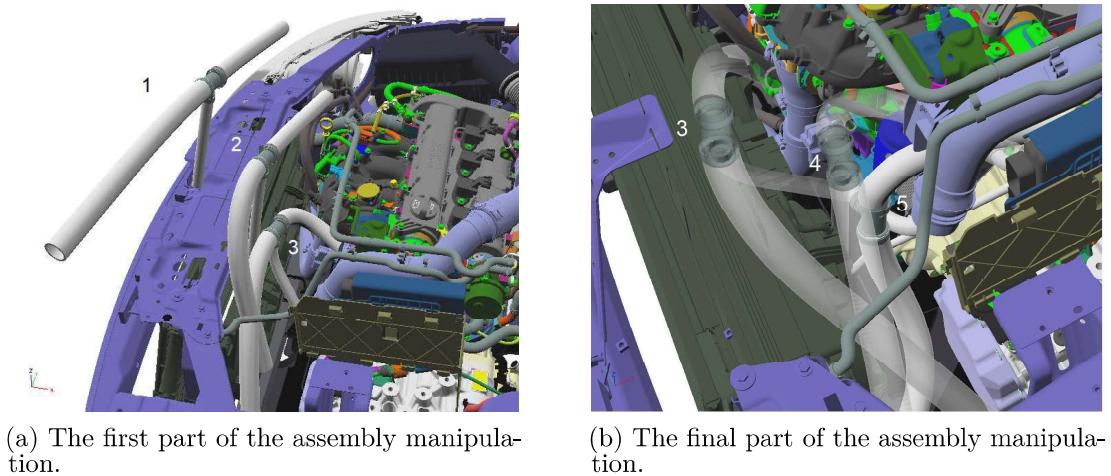 1
2
3
3
4
5
(a) The first part of the assembly manipula-
tion.
(b) The final part of the assembly manipula-
tion.